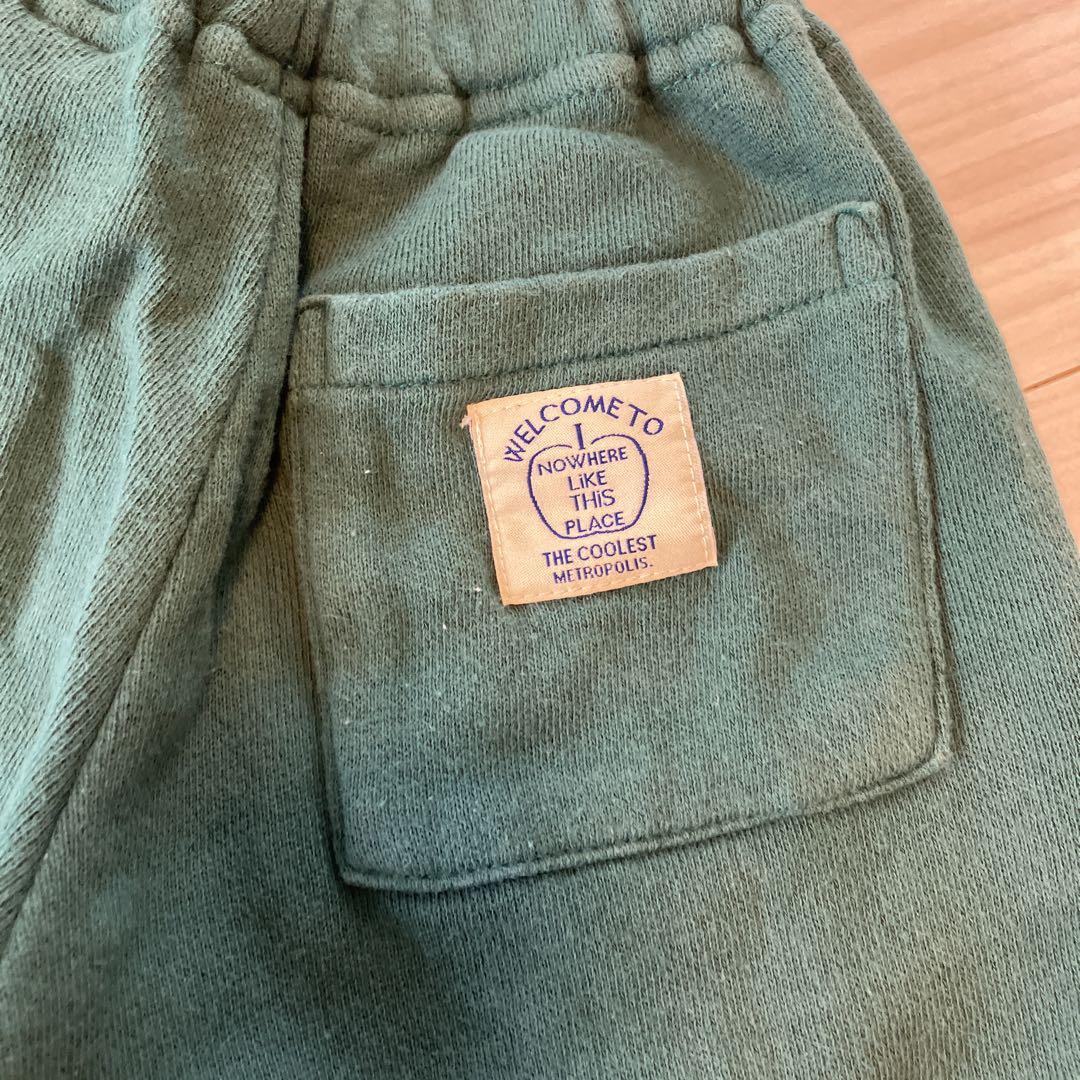 WELCOME TO
NOWHERE
LiKE
THiS
PLACE
THE COOLEST
METROPOLIS.